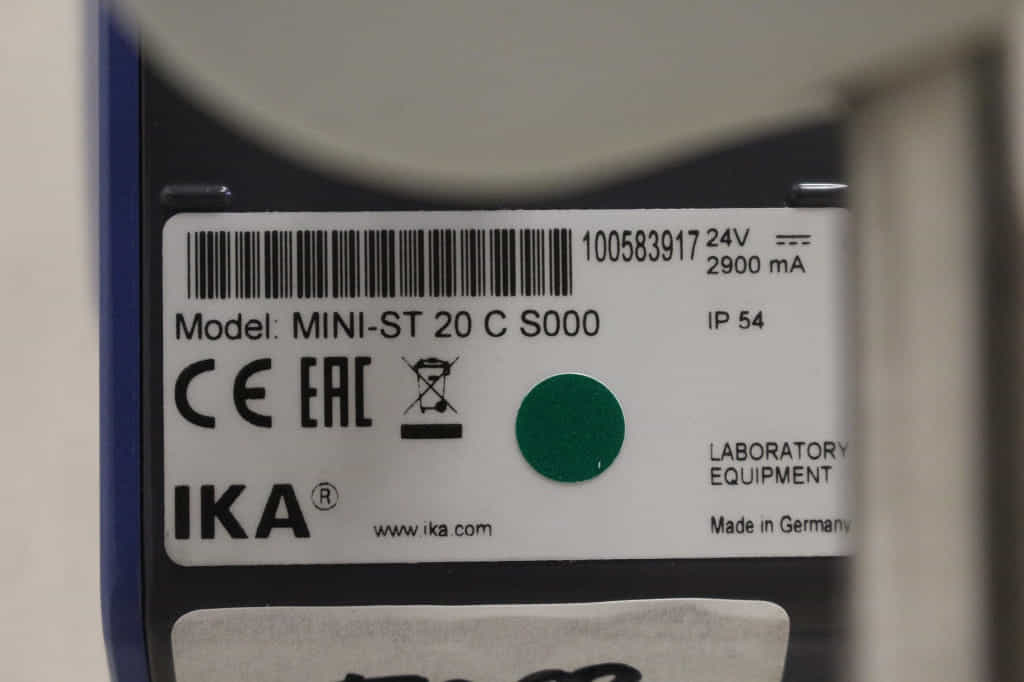 100583917 24V
2900 mA
Model: MINI-ST 20 C S000
IP 54
CE EAC
LABORATORY
EQUIPMENT
IKA®
www.ika.com
Made in Germany